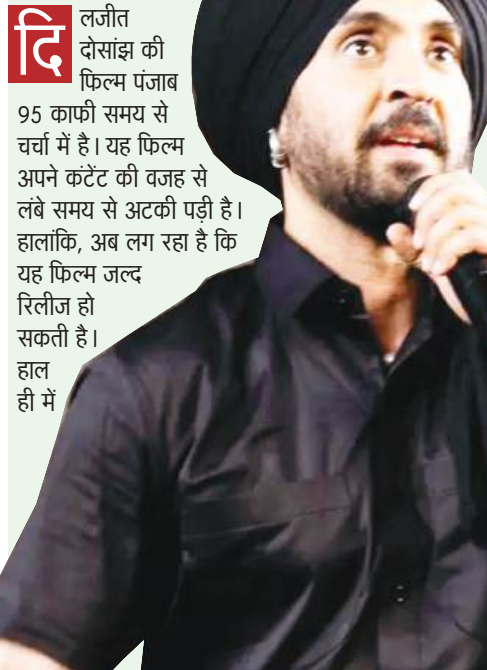 दिलजीत
दोसांझ की
फिल्म पंजाब
95 काफी समय से
चर्चा में है। यह फिल्म
अपने कंटेंट की वजह से
लंबे समय से अटकी पड़ी है।
हालांकि, अब लग रहा है कि
यह फिल्म जल्द
रिलीज हो
सकती है।
हाल
ही में